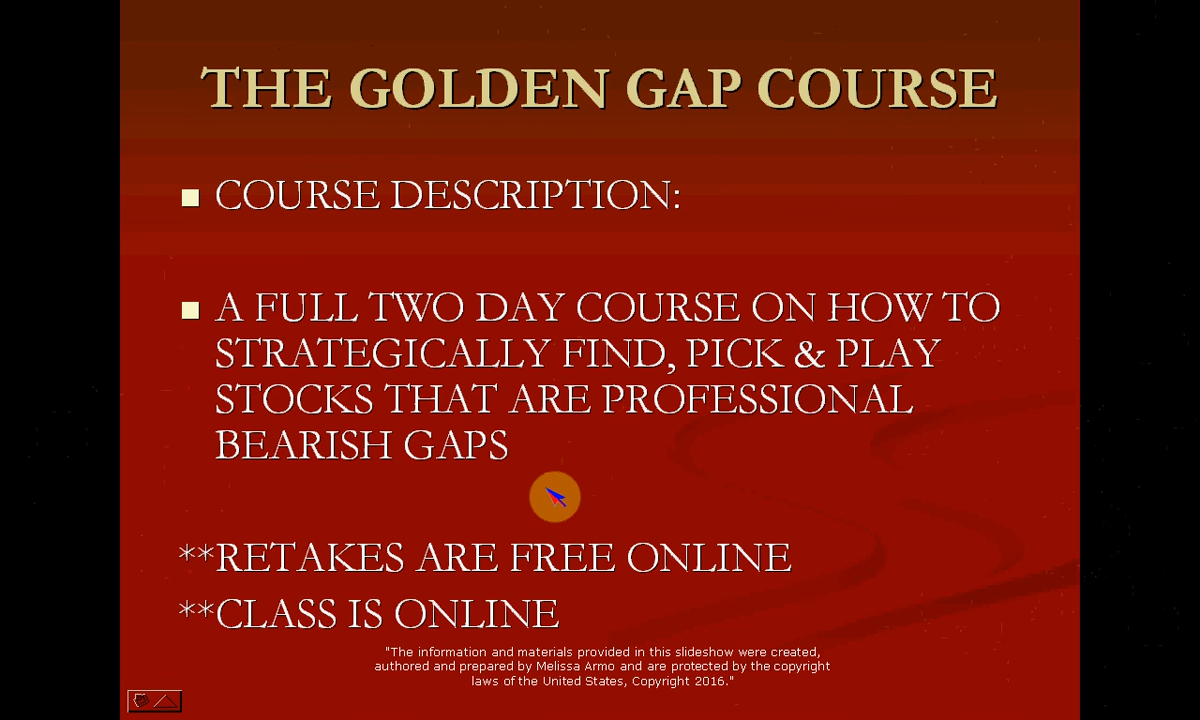 THE GOLDEN GAP COURSE
COURSE DESCRIPTION:
A FULL TWO DAY COURSE ON HOW TO
STRATEGICALLY FIND, PICK & PLAY
STOCKS THAT ARE PROFESSIONAL
BEARISH GAPS
**RETAKES ARE FREE ONLINE
**CLASS IS ONLINE
"The information and materials provided in this slideshow were created,
authored and prepared by Melissa Armo and are protected by the copyright
laws of the United States, Copyright 2016."